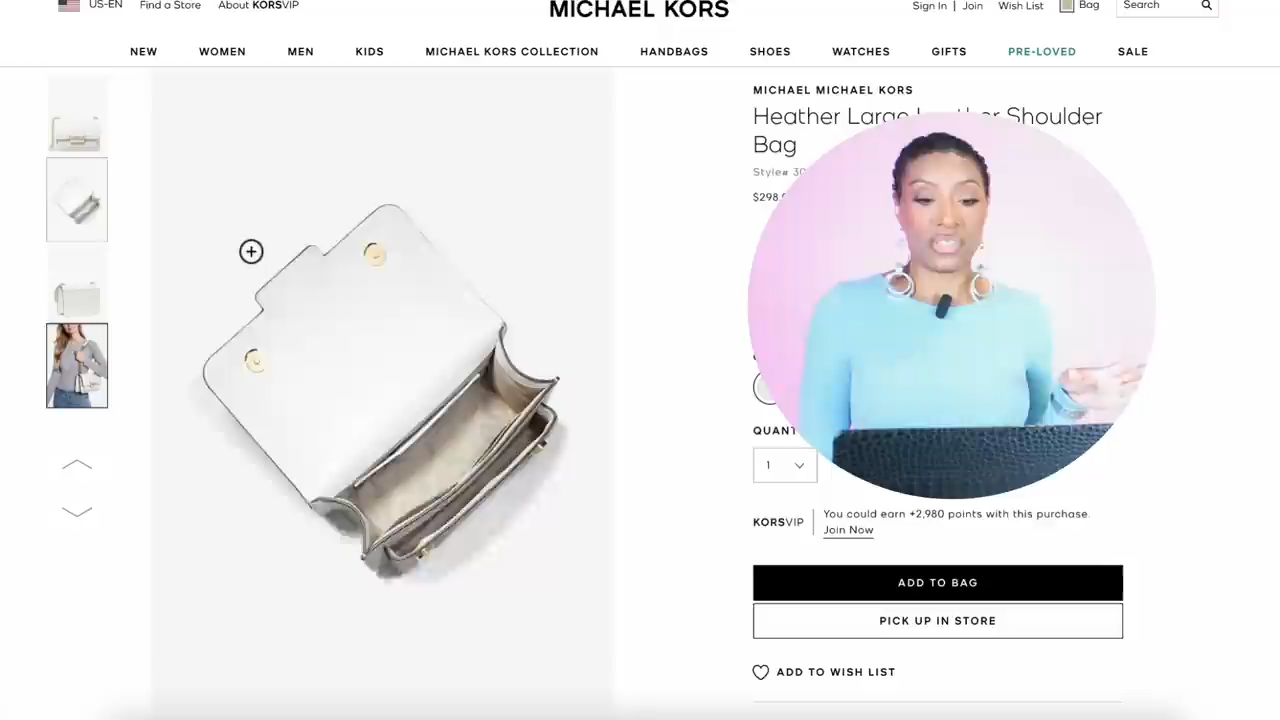 US-EN Find a Store About KORSVIP
MICHAEL KORS
Sign In | Join Wish List Bag Search
NEW WOMEN MEN KIDS MICHAEL KORS COLLECTION HANDBAGS SHOES WATCHES GIFTS PRE-LOVED SALE
MICHAEL MICHAEL KORS
Heather Large Shoulder
Bag
Style#
$298.
1
KORSVIP
You could earn +2,980 points with this purchase.
Join Now
ADD TO BAG
PICK UP IN STORE
ADD TO WISH LIST